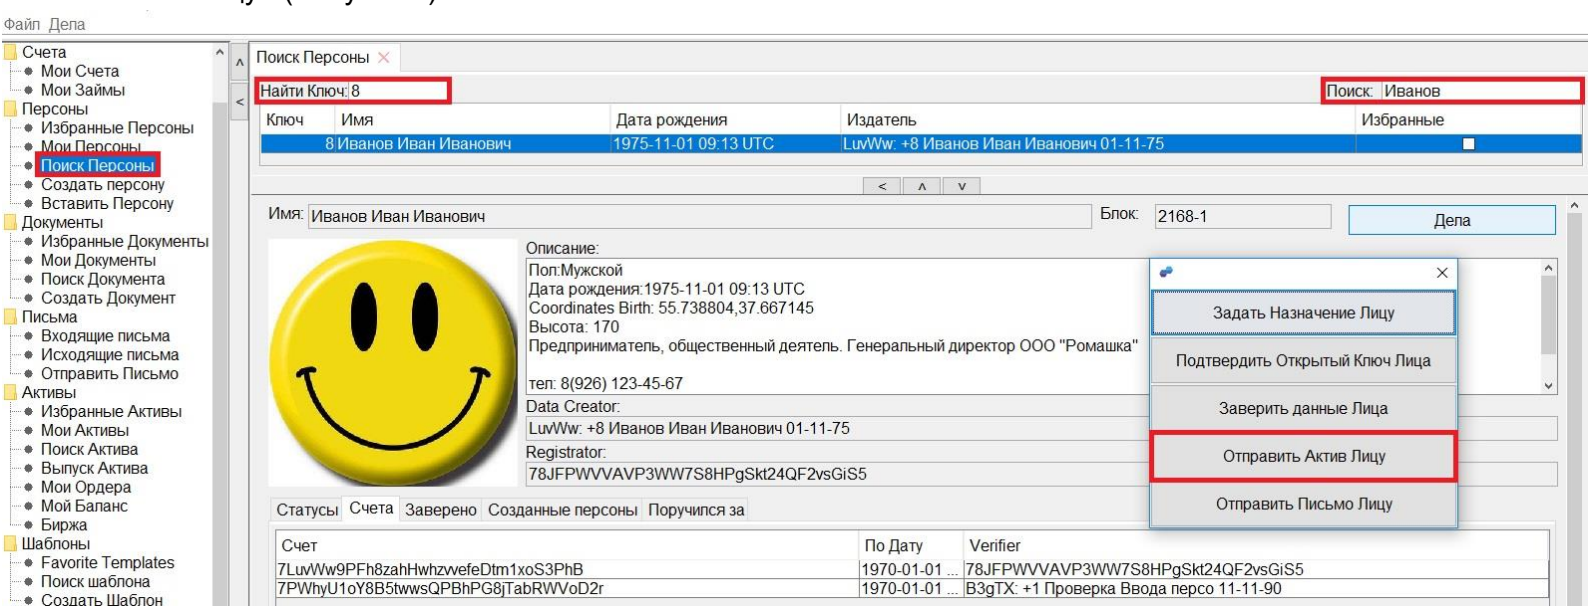 Файл Дела
Счета
Мои Счета
Мои Займы
Персоны
Избранные Персоны
Мои Персоны
Поиск Персоны
Создать персону
Вставить Персону
Документы
Избранные Документы
Мои Документы
Поиск Документа
Создать Документ
Письма
Входящие письма
Исходящие письма
Отправить Письмо
Активы
Избранные Активы
Мои Активы
Поиск Актива
Выпуск Актива
Мои Ордера
Мой Баланс
Биржа
Шаблоны
Favorite Templates
Поиск шаблона
Создать Шаблон
Поиск Персоны
Найти Ключ: 8
Поиск: Иванов
Ключ Имя Дата рождения Издатель Избранные
8 Иванов Иван Иванович 1975-11-01 09:13 UTC LuvWw: +8 Иванов Иван Иванович 01-11-75
Имя: Иванов Иван Иванович Блок: 2168-1 Дела
Описание:
Пол:Мужской
Дата рождения:1975-11-01 09:13 UTC
Coordinates Birth: 55.738804,37.667145
Высота: 170
Предприниматель, общественный деятель. Генеральный директор ООО "Ромашка"
тел: 8(926) 123-45-67
Data Creator:
LuvWw: +8 Иванов Иван Иванович 01-11-75
Registrator:
78JFPWVVAVP3WW7S8HPgSkt24QF2vsGiS5
Задать Назначение Лицу
Подтвердить Открытый Ключ Лица
Заверить данные Лица
Отправить Актив Лицу
Отправить Письмо Лицу
Статусы Счета Заверено Созданные персоны Поручился за
Счет По Дату Verifier
7LuvWw9PFh8zahHwhzvvefeDtm1xoS3PhB 1970-01-01 ... 78JFPWVVAVP3WW7S8HPgSkt24QF2vsGiS5
7PWhyU1oY8B5twwsQPBhPG8jTabRWVoD2r 1970-01-01 ... B3gTX: +1 Проверка Ввода персо 11-11-90